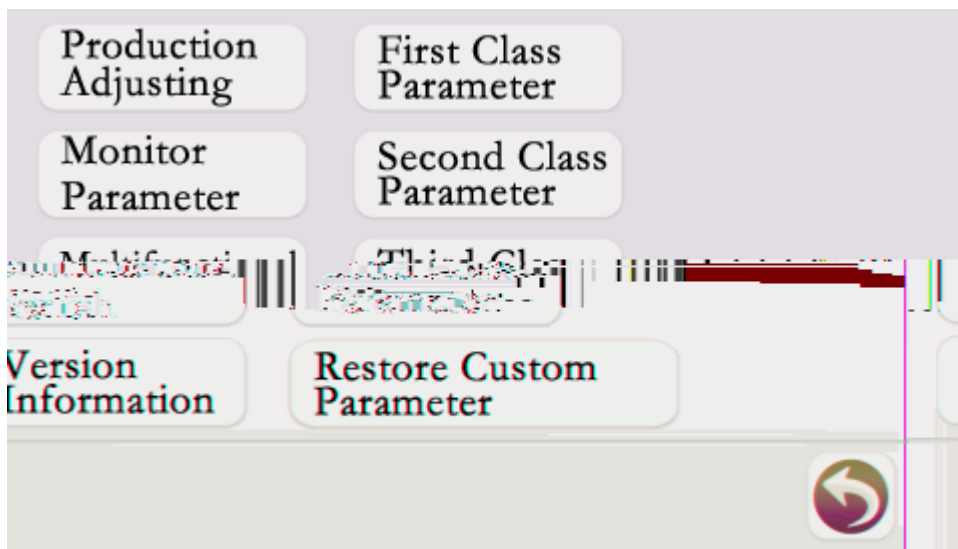 Production
Adjusting
First Class
Parameter
Monitor
Parameter
Second Class
Parameter
Version
Information
Restore Custom
Parameter